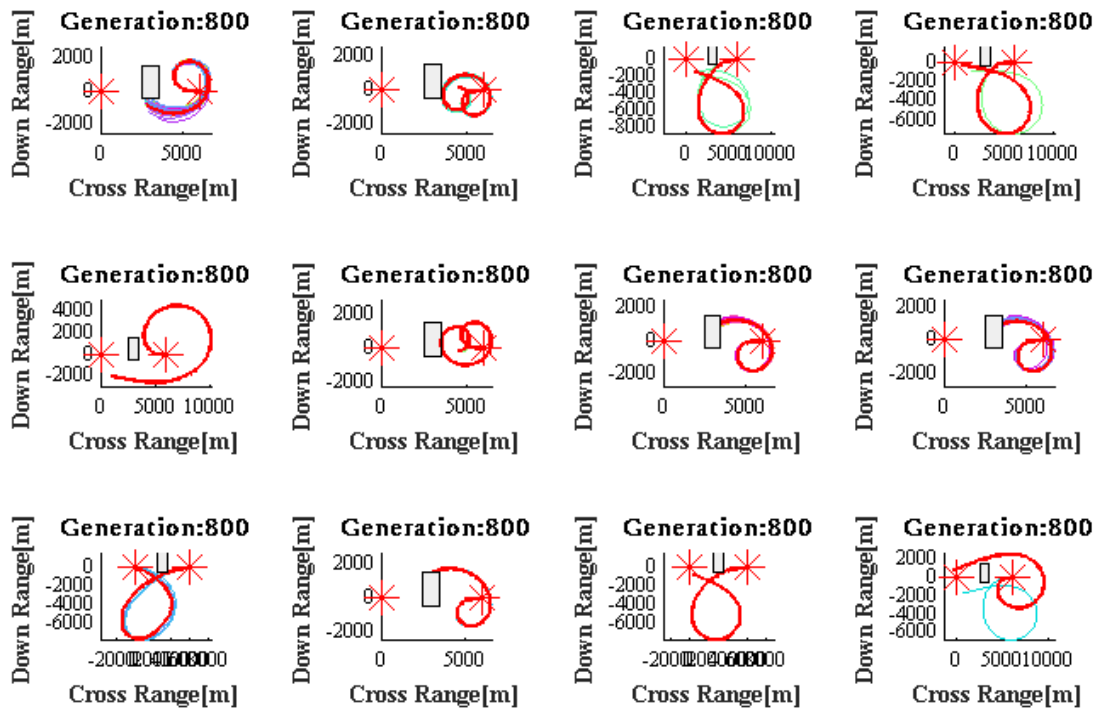 Generation:800 Generation:800 Generation:800 Generation:800
Down Range[m] Down Range[m] Down Range[m] Down Range[m]
2000 2000 0 0
0 0 -2000 -2000
-2000 -2000 -4000 -4000
-6000 -6000
-8000
0 5000 0 5000 0 5000 10000 0 5000 10000
Cross Range[m] Cross Range[m] Cross Range[m] Cross Range[m]
Generation:800 Generation:800 Generation:800 Generation:800
Down Range[m] Down Range[m] Down Range[m] Down Range[m]
4000 2000 2000 2000
2000 0 0 0
0 -2000 -2000 -2000
-2000
0 5000 10000 0 5000 0 5000 0 5000
Cross Range[m] Cross Range[m] Cross Range[m] Cross Range[m]
Generation:800 Generation:800 Generation:800 Generation:800
Down Range[m] Down Range[m] Down Range[m] Down Range[m]
0 2000 0 2000
-2000 0 -2000 0
-4000 -2000 -4000 -2000
-6000 -6000 -4000
-6000
-2000 0 5000 -2000 0 5000 10000
Cross Range[m] Cross Range[m] Cross Range[m] Cross Range[m]